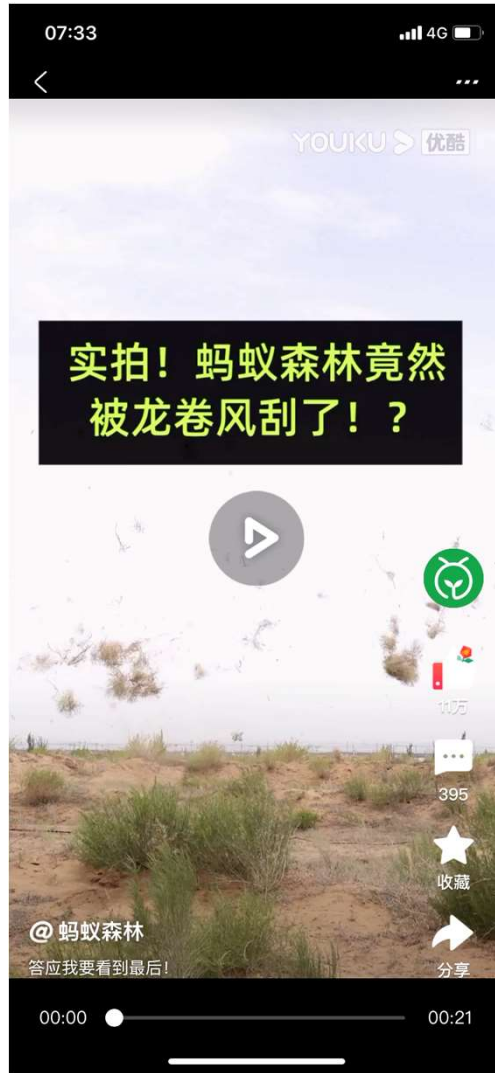 07:33
4G
YOUKU 优酷
实拍！蚂蚁森林竟然
被龙卷风刮了！？
11万
395
收藏
@蚂蚁森林
答应我要看到最后！
分享
00:00
00:21